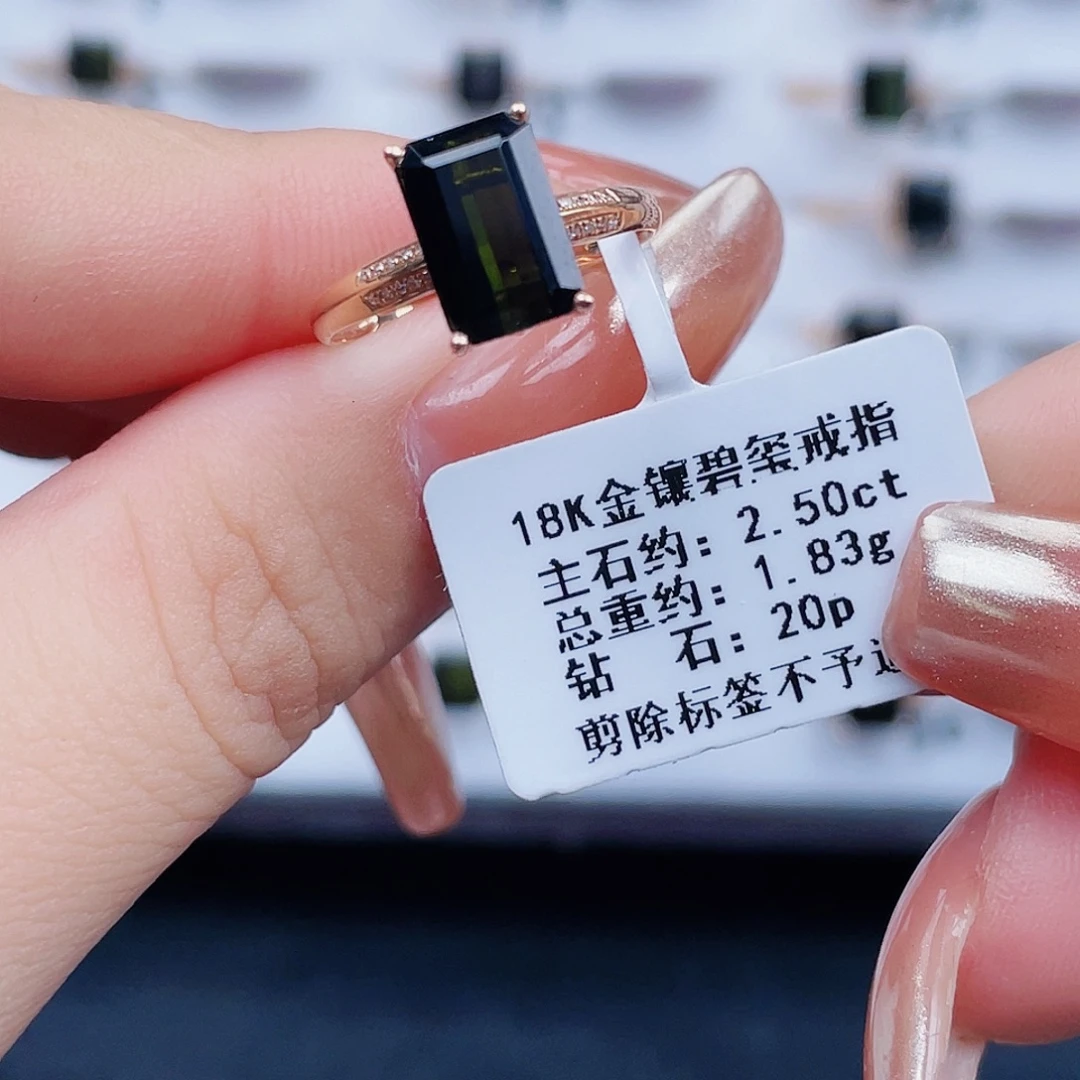 18K金镶碧玺戒指
主石约: 2.50ct
总重约: 1.83g
钻 石: 20p
剪除标签不予